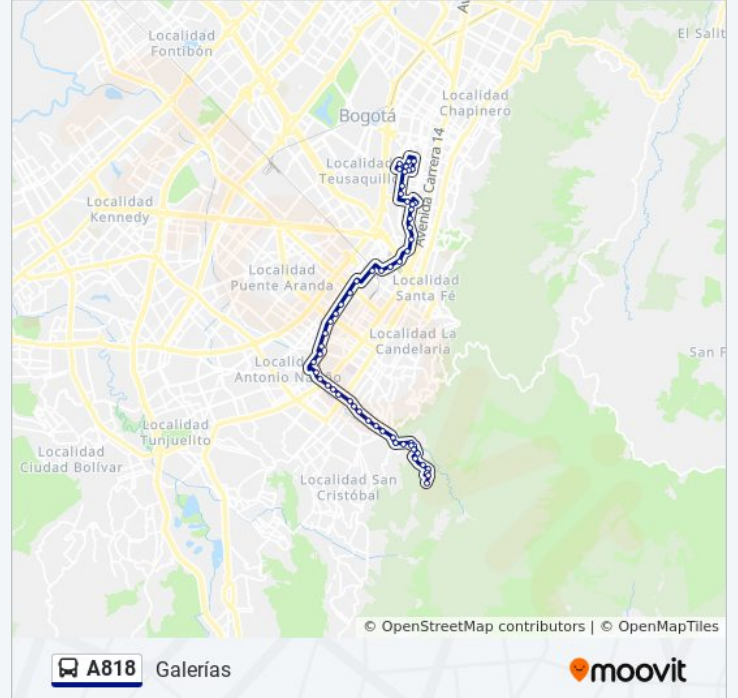 Av
Localidad
Fontibón
El Salit
Localidad
Chapinero
Bogotá
Localidad
Teusaquillo
Avenida Carrera 14
Localidad
Kennedy
Localidad
Puente Aranda
Localidad
Santa Fé
Localidad La
Candelaria
San F
Localidad
Antonio Nariño
Localidad
Tunjuelito
Localidad
Ciudad Bolívar
Localidad San
Cristóbal
© OpenStreetMap contributors | © OpenMapTiles
A818 Galerías
moovit